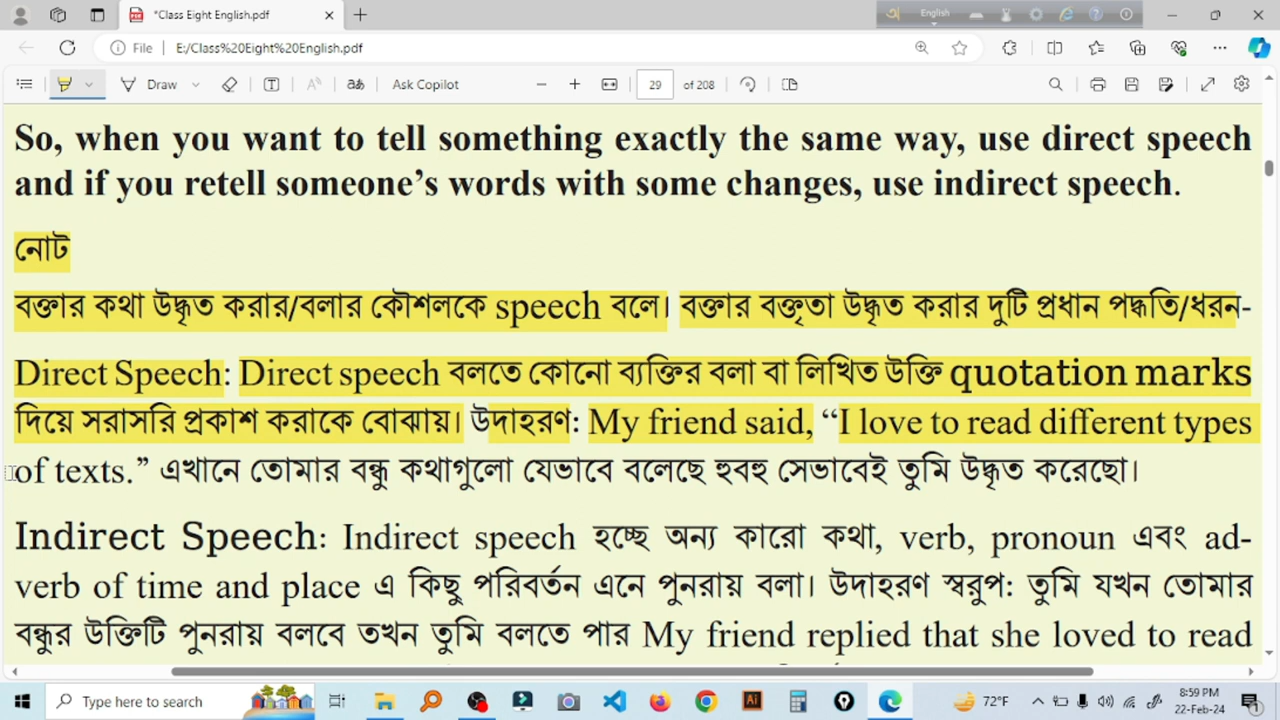 *Class Eight English.pdf
English
File
E:/Class%20Eight%20English.pdf
Draw
Ask Copilot
29
of 208
So, when you want to tell something exactly the same way, use direct speech
and if you retell someone’s words with some changes, use indirect speech.
নোট
বক্তার কথা উদ্ধৃত করার/বলার কৌশলকে speech বলে। বক্তার বক্তৃতা উদ্ধৃত করার দুটি প্রধান পদ্ধতি/ধরন-
Direct Speech: Direct speech বলতে কোনো ব্যক্তির বলা বা লিখিত উক্তি quotation marks
দিয়ে সরাসরি প্রকাশ করাকে বোঝায়। উদাহরণ: My friend said, “I love to read different types
of texts.” এখানে তোমার বন্ধু কথাগুলো যেভাবে বলেছে হুবহু সেভাবেই তুমি উদ্ধৃত করেছো।
Indirect Speech: Indirect speech হচ্ছে অন্য কারো কথা, verb, pronoun এবং ad-
verb of time and place এ কিছু পরিবর্তন এনে পুনরায় বলা। উদাহরণ স্বরুপ: তুমি যখন তোমার
বন্ধুর উক্তিটি পুনরায় বলবে তখন তুমি বলতে পার My friend replied that she loved to read
Type here to search
72°F
8:59 PM
22-Feb-24